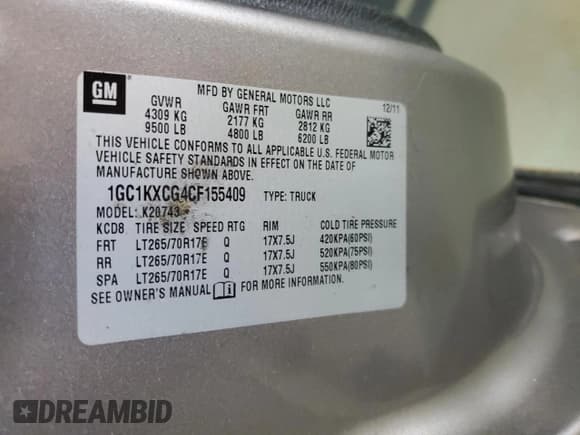 GM
MFD BY GENERAL MOTORS LLC
12/11
GVWR GAWR FRT GAWR RR
4309 KG 2177 KG 2812 KG
9500 LB 4800 LB 6200 LB
THIS VEHICLE CONFORMS TO ALL APPLICABLE U.S. FEDERAL MOTOR
VEHICLE SAFETY STANDARDS IN EFFECT ON THE DATE OF
MANUFACTURE SHOWN ABOVE.
1GC1KXCG4CF155409 TYPE: TRUCK
MODEL: K20743
KCD8 TIRE SIZE SPEED RTG RIM COLD TIRE PRESSURE
FRT LT265/70R17E Q 17X7.5J 420KPA(60PSI)
RR LT265/70R17E Q 17X7.5J 520KPA(75PSI)
SPA LT265/70R17E Q 17X7.5J 550KPA(80PSI)
SEE OWNER'S MANUAL FOR MORE INFORMATION.
DREAMBID